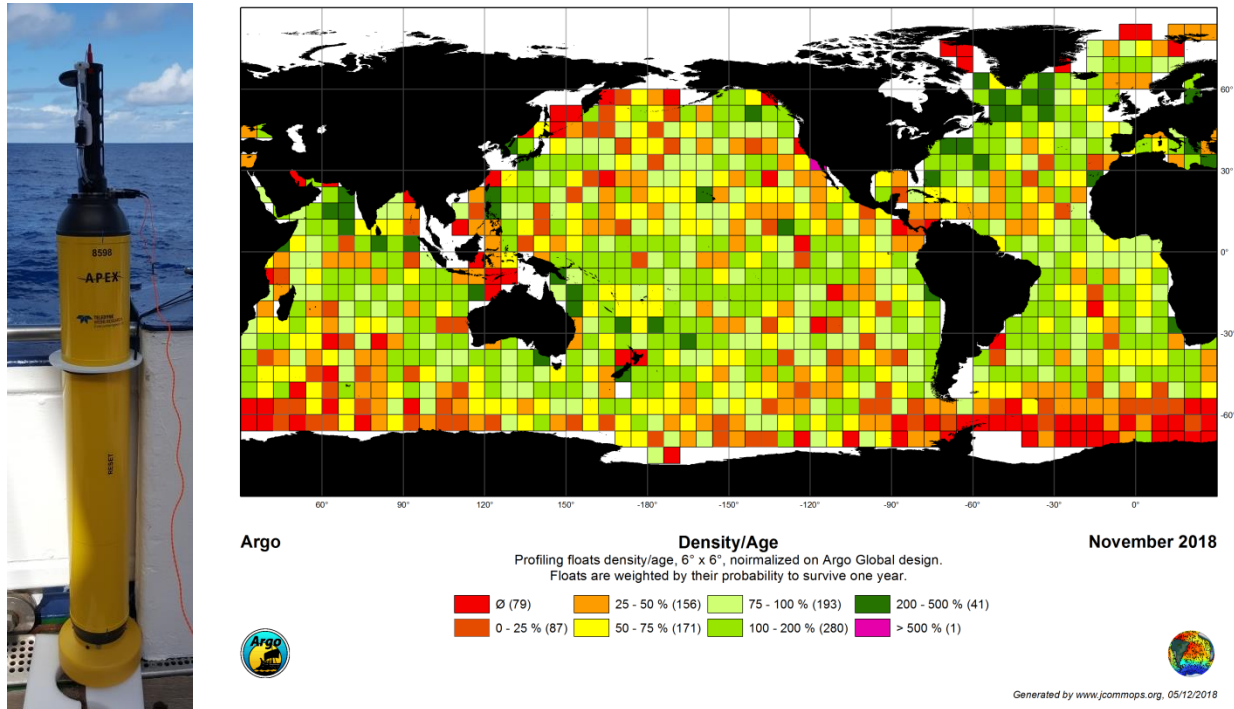 8598
APEX
TELEDYNE
RESET
60°
30°
0°
-30°
-60°
60°
90°
120°
150°
180°
-150°
-120°
-90°
-60°
-30°
0°
Argo
Density/Age
November 2018
Profiling floats density/age, 6° x 6°, noirmalized on Argo Global design.
Floats are weighted by their probability to survive one year.
Ø (79)
25 - 50 % (156)
75 - 100 % (193)
200 - 500 % (41)
0 - 25 % (87)
50 - 75 % (171)
100 - 200 % (280)
> 500 % (1)
Argo
Generated by www.jcommops.org, 05/12/2018